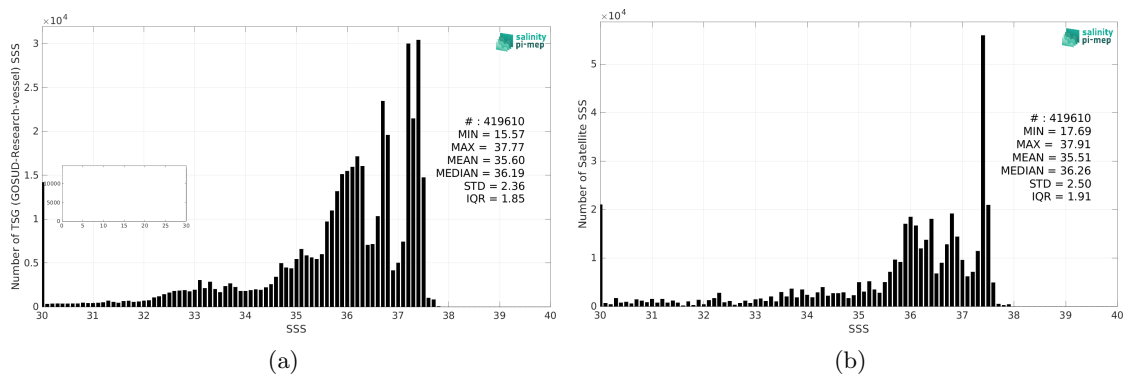 ×10⁴
3
2.5
2
1.5
1
0.5
0
Number of TSG (GOSUD-Research-vessel) SSS
salinity
pi-mep
# : 419610
MIN = 15.57
MAX = 37.77
MEAN = 35.60
MEDIAN = 36.19
STD = 2.36
IQR = 1.85
10000
5000
0
0 5 10 15 20 25 30
30 31 32 33 34 35 36 37 38 39 40
SSS
(a)
×10⁴
5
4
3
2
1
0
Number of Satellite SSS
salinity
pi-mep
# : 419610
MIN = 17.69
MAX = 37.91
MEAN = 35.51
MEDIAN = 36.26
STD = 2.50
IQR = 1.91
30 31 32 33 34 35 36 37 38 39 40
SSS
(b)